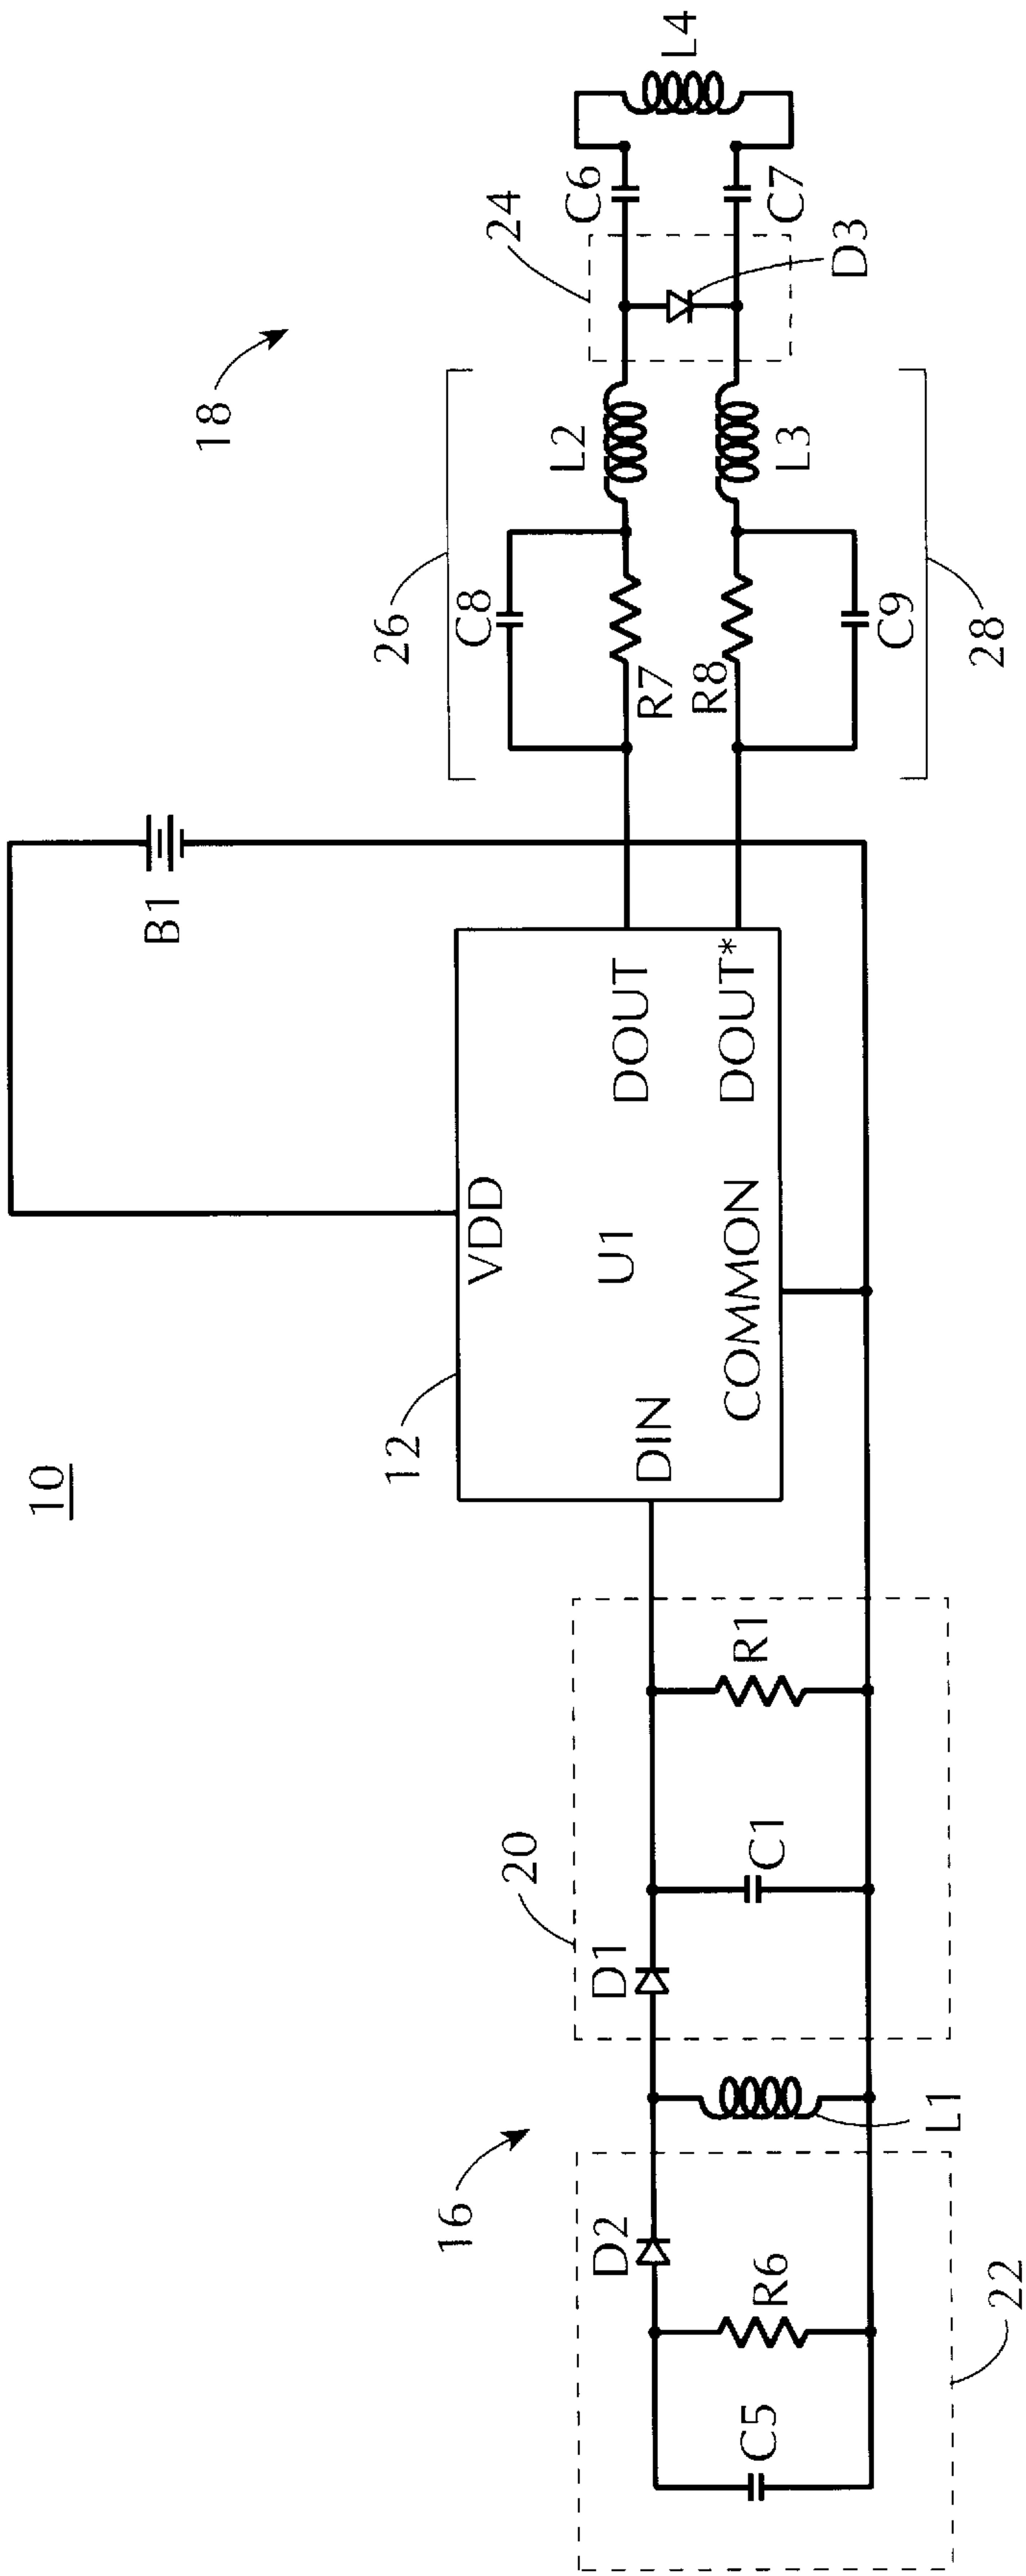 10
18
B1
24
C6
L4
26
C8
L2
12
VDD
R7
DOUT
U1
R8
DOUT*
L3
C7
D3
DIN
COMMON
C9
28
16
20
D2
D1
R6
C5
L1
C1
R1
22